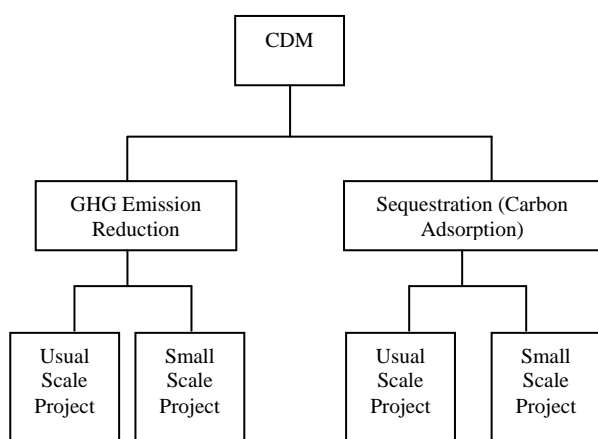 CDM
GHG Emission
Reduction
Sequestration (Carbon
Adsorption)
Usual
Scale
Project
Small
Scale
Project
Usual
Scale
Project
Small
Scale
Project